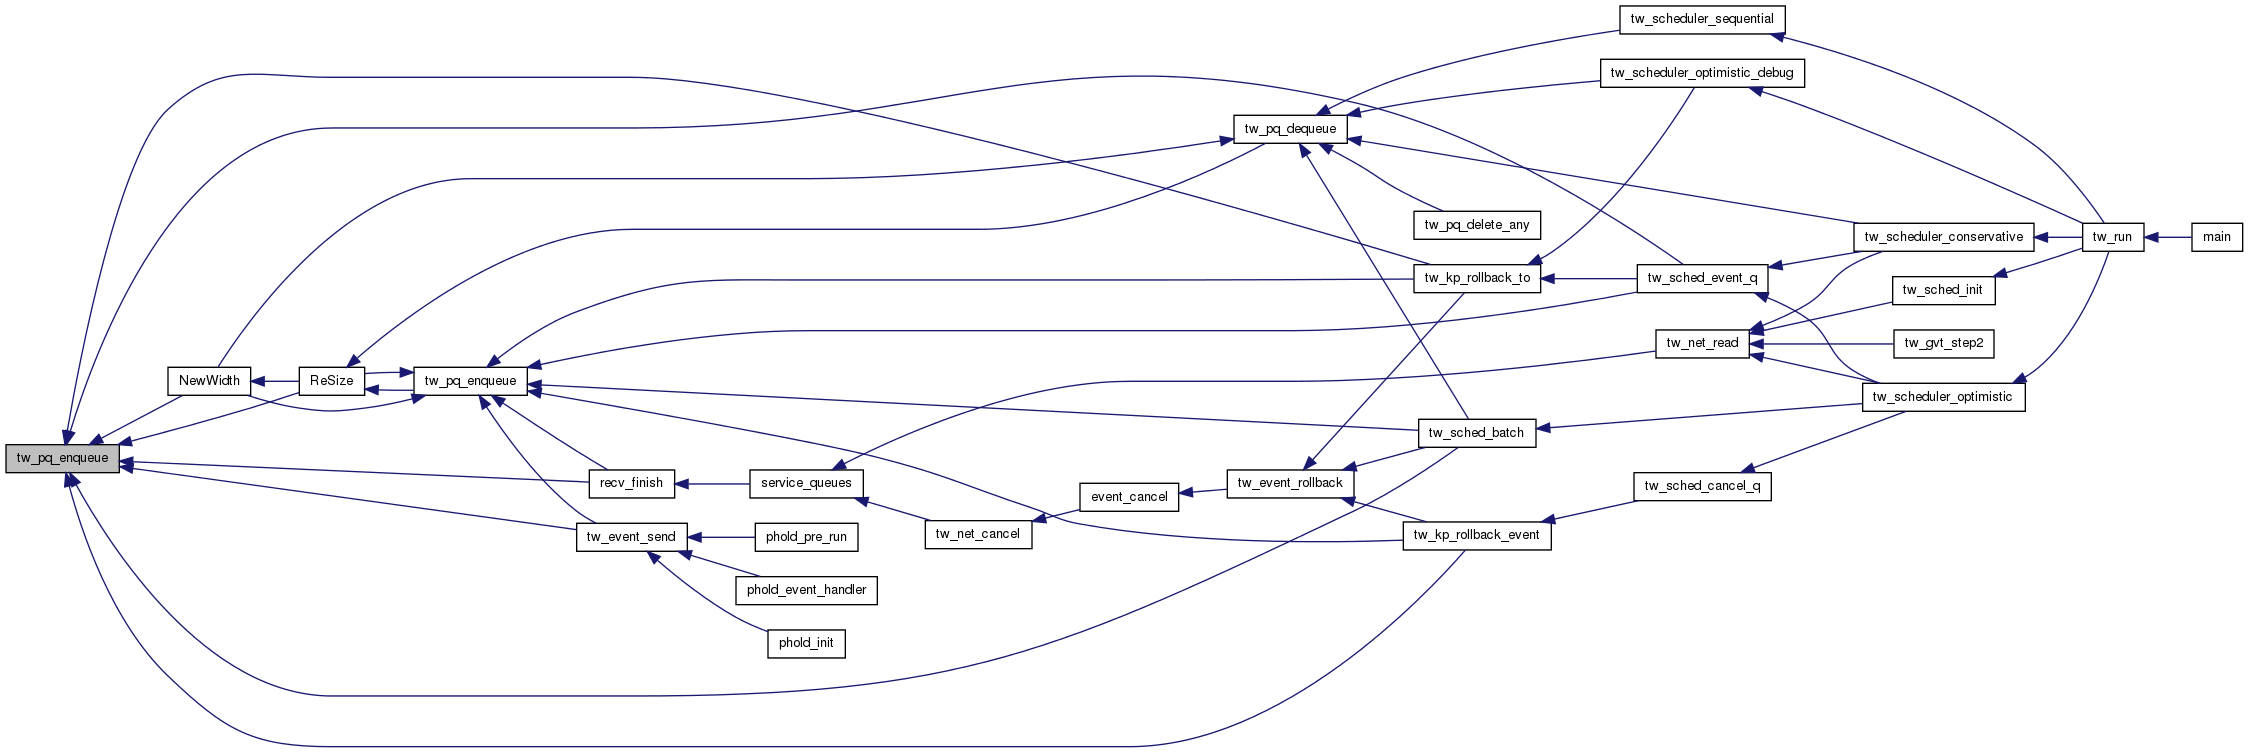 tw_scheduler_sequential
tw_scheduler_optimistic_debug
tw_pq_dequeue
tw_pq_delete_any
tw_scheduler_conservative
tw_run
main
tw_kp_rollback_to
tw_sched_event_q
tw_sched_init
tw_net_read
tw_gvt_step2
NewWidth
ReSize
tw_pq_enqueue
tw_scheduler_optimistic
tw_sched_batch
tw_pq_enqueue
recv_finish
service_queues
tw_event_rollback
tw_sched_cancel_q
event_cancel
tw_event_send
phold_pre_run
tw_net_cancel
tw_kp_rollback_event
phold_event_handler
phold_init